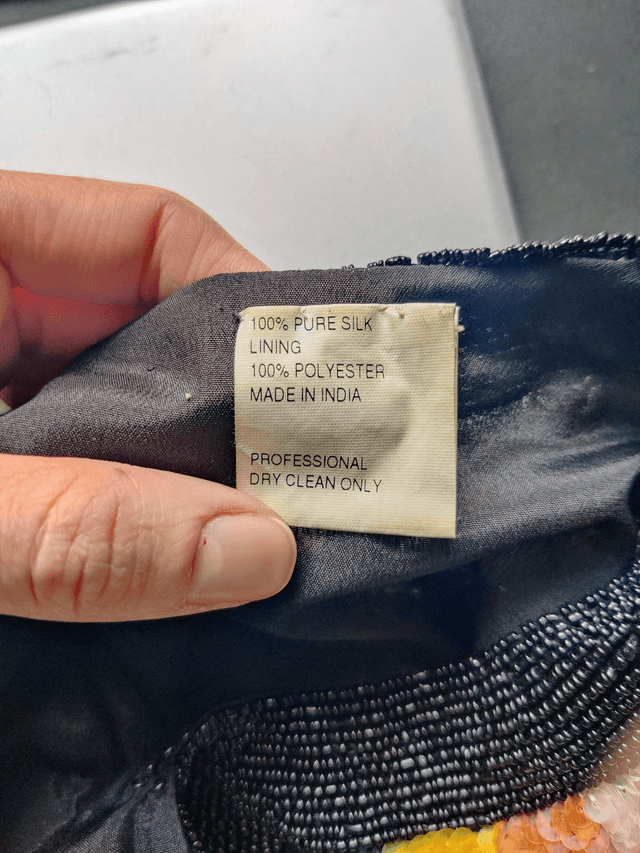 100% PURE SILK
LINING
100% POLYESTER
MADE IN INDIA
PROFESSIONAL
DRY CLEAN ONLY